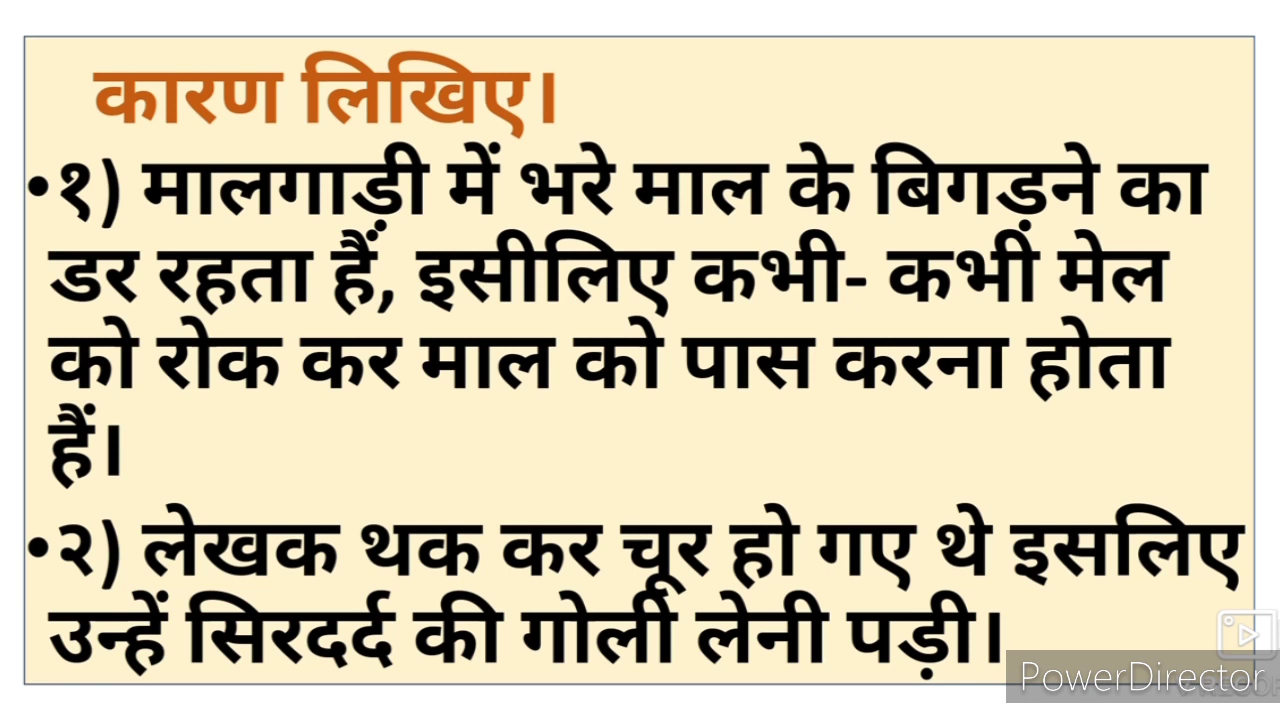 कारण लिखिए।
•१) मालगाड़ी में भरे माल के बिगड़ने का
डर रहता हैं, इसीलिए कभी- कभी मेल
को रोक कर माल को पास करना होता
हैं।
•२) लेखक थक कर चूर हो गए थे इसलिए
उन्हें सिरदर्द की गोली लेनी पड़ी।
PowerDirector